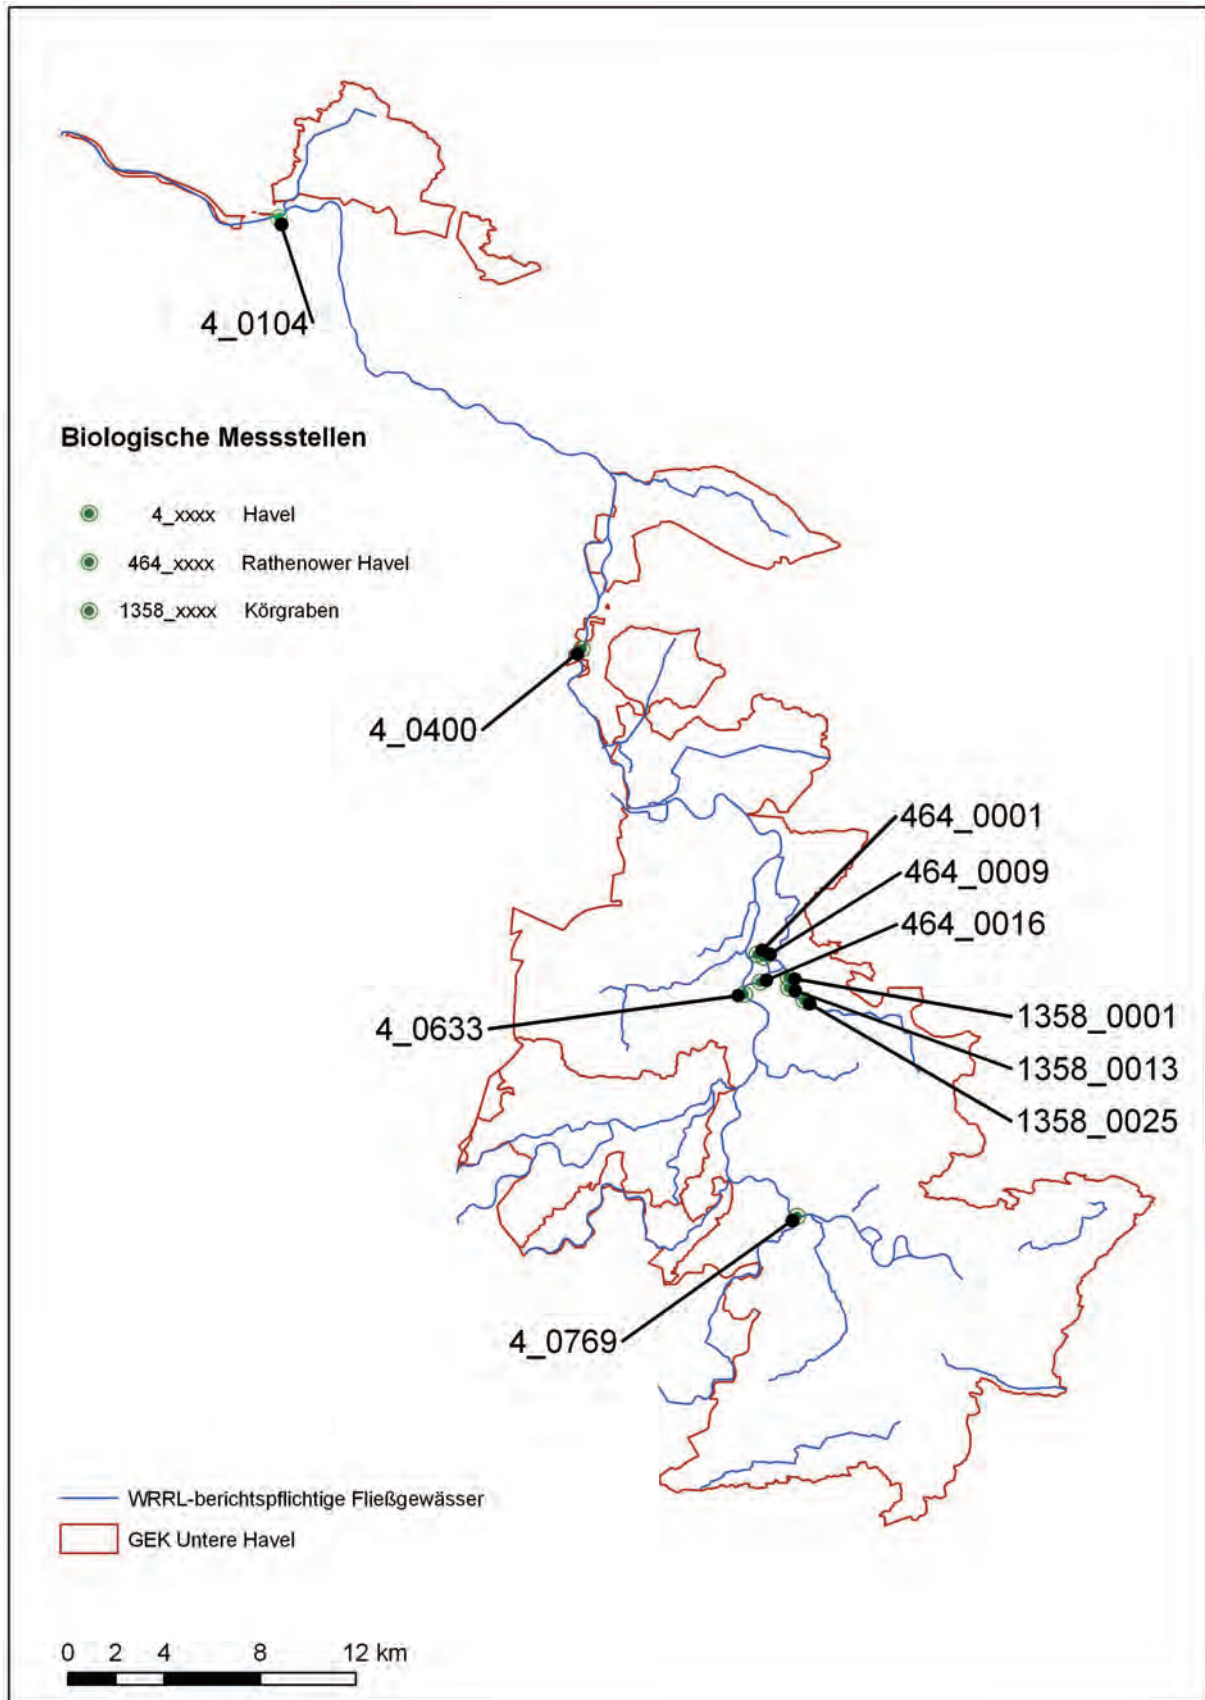 4_0104
Biologische Messstellen
4_xxxx Havel
464_xxxx Rathenower Havel
1358_xxxx Körgraben
4_0400
464_0001
464_0009
464_0016
4_0633
1358_0001
1358_0013
1358_0025
4_0769
WRRL-berichtspflichtige Fließgewässer
GEK Untere Havel
0 2 4 8 12 km